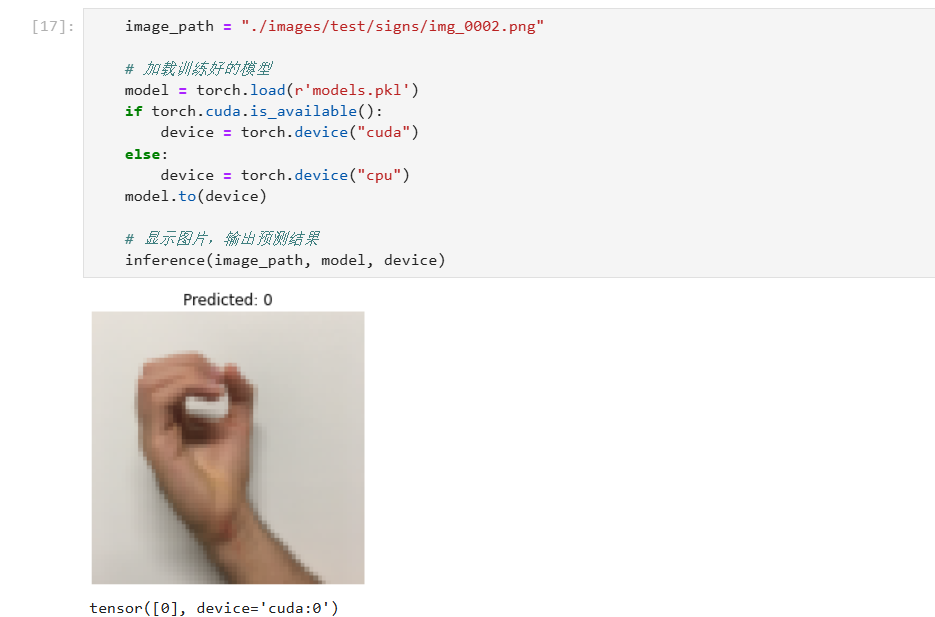 [17]:
image_path = "./images/test/signs/img_0002.png"
# 加载训练好的模型
model = torch.load(r'models.pkl')
if torch.cuda.is_available():
device = torch.device("cuda")
else:
device = torch.device("cpu")
model.to(device)
# 显示图片，输出预测结果
inference(image_path, model, device)
Predicted: 0
tensor([0], device='cuda:0')